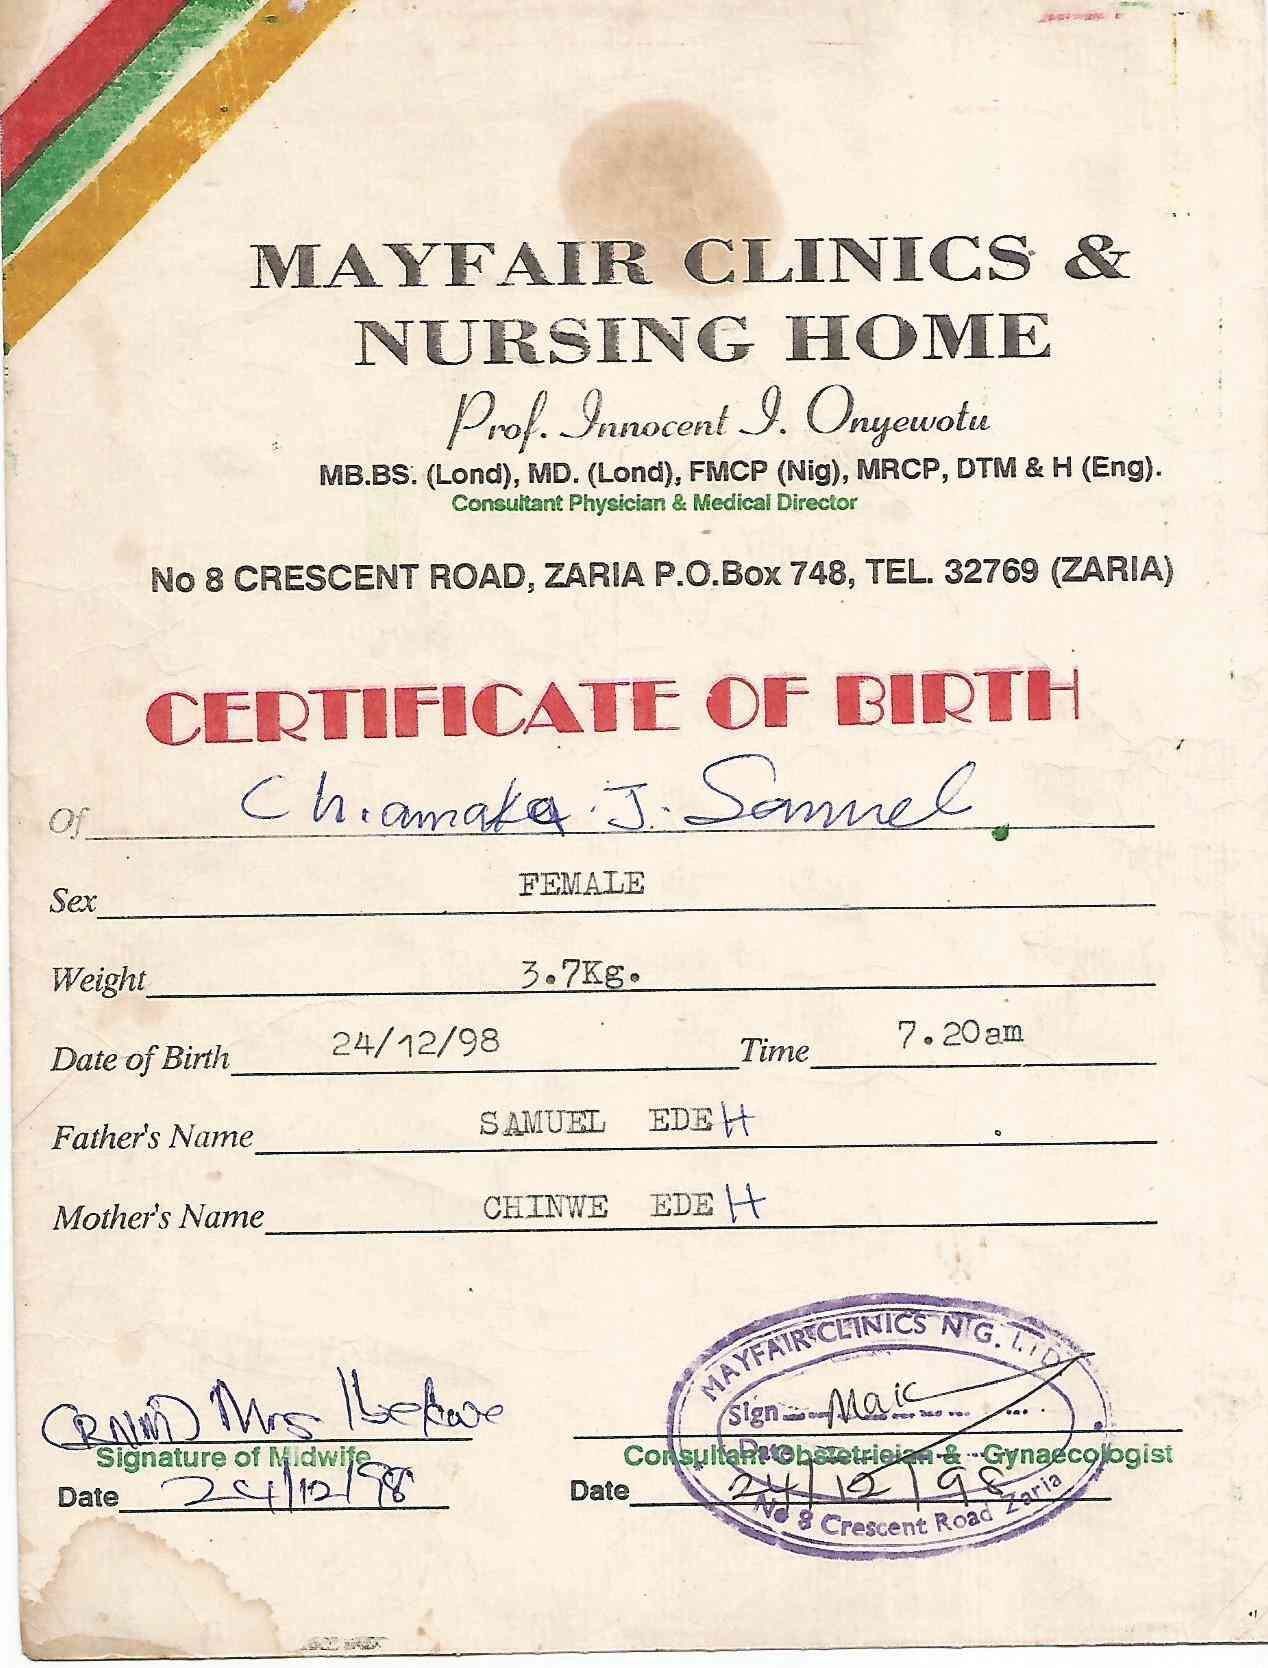 MAYFAIR CLINICS &
NURSING HOME
Prof. Innocent I. Onyewotu
MB.BS. (Lond), MD. (Lond), FMCP (Nig), MRCP, DTM & H (Eng).
Consultant Physician & Medical Director
No 8 CRESCENT ROAD, ZARIA P.O.Box 748, TEL. 32769 (ZARIA)
CERTIFICATE OF BIRTH
Of Chiamaka J. Samuel
Sex FEMALE
Weight 3.7Kg.
Date of Birth 24/12/98 Time 7.20am
Father's Name SAMUEL EDEH
Mother's Name CHINWE EDEH
MAYFAIR CLINICS NIG. LTD
Sign
Mrs
Signature of Midwife
Consultant Obstetrician & Gynaecologist
Date
Date 24/12/98
Date 24/12/98
No 8 Crescent Road Zaria